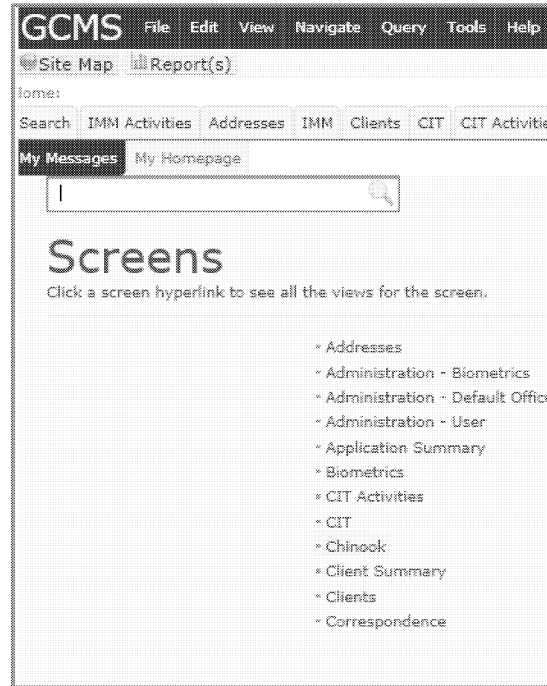 GCMS File Edit View Navigate Query Tools Help
Site Map Report(s)
Home:
Search IMM Activities Addresses IMM Clients CIT CIT Activitie
My Messages My Homepage
Screens
Click a screen hyperlink to see all the views for the screen.
Addresses
Administration - Biometrics
Administration - Default Office
Administration - User
Application Summary
Biometrics
CIT Activities
CIT
Chinook
Client Summary
Clients
Correspondence